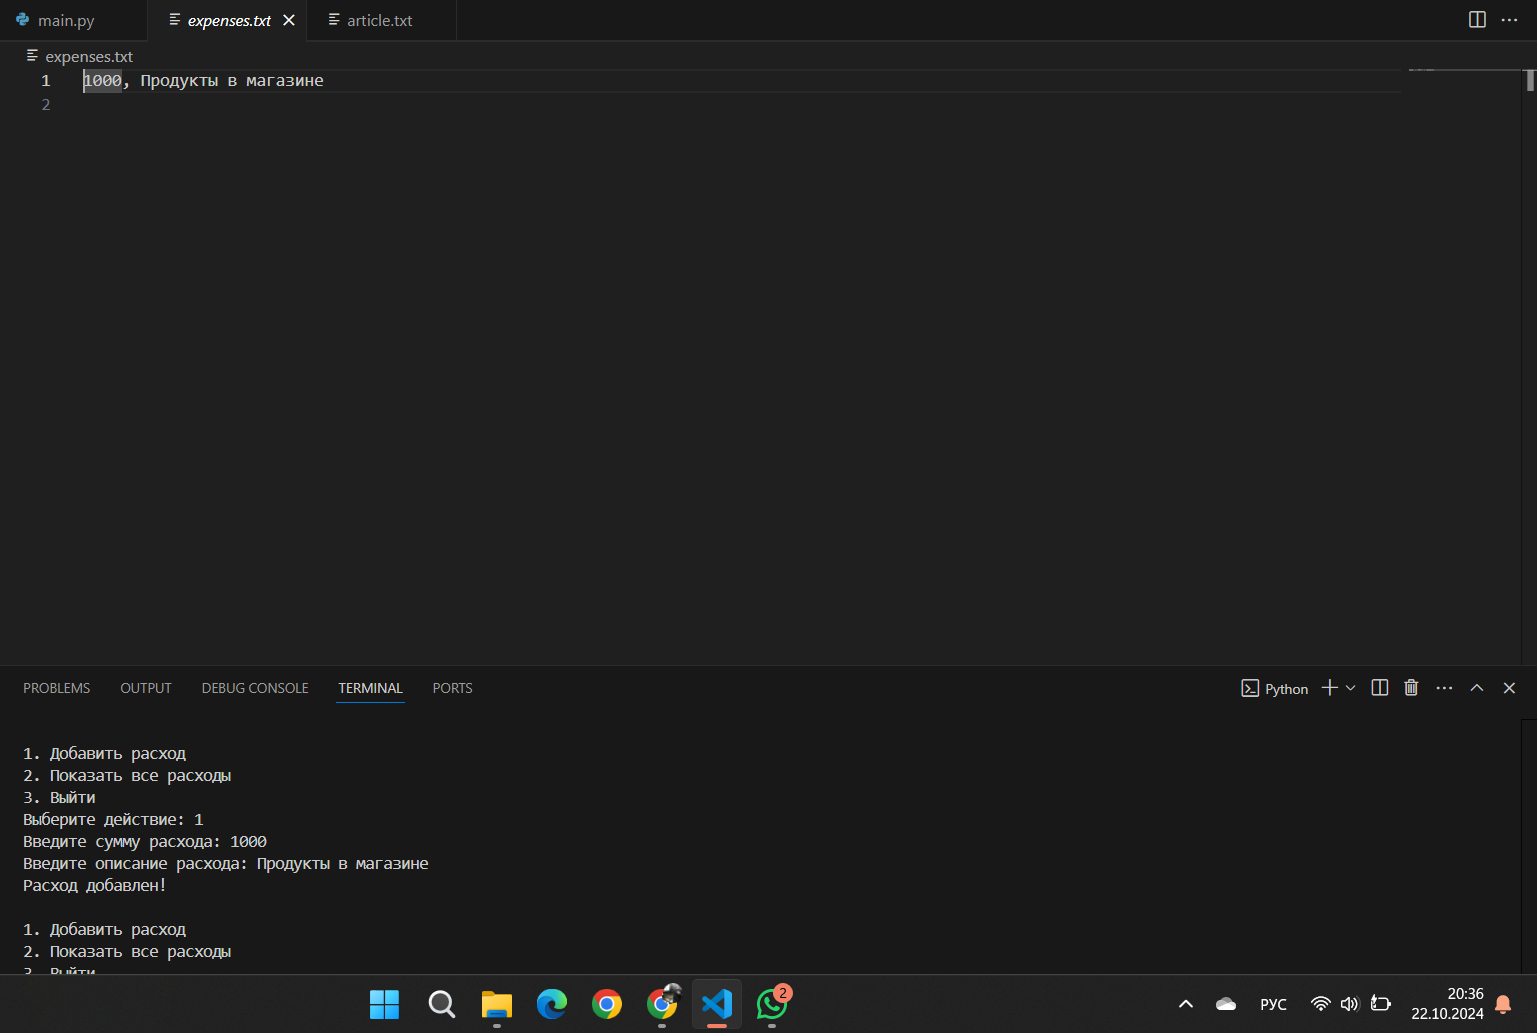 main.py
expenses.txt
article.txt
expenses.txt
1 1000, Продукты в магазине
2
PROBLEMS OUTPUT DEBUG CONSOLE TERMINAL PORTS
Python
1. Добавить расход
2. Показать все расходы
3. Выйти
Выберите действие: 1
Введите сумму расхода: 1000
Введите описание расхода: Продукты в магазине
Расход добавлен!
1. Добавить расход
2. Показать все расходы
3. Выйти
2
РУС
20:36
22.10.2024